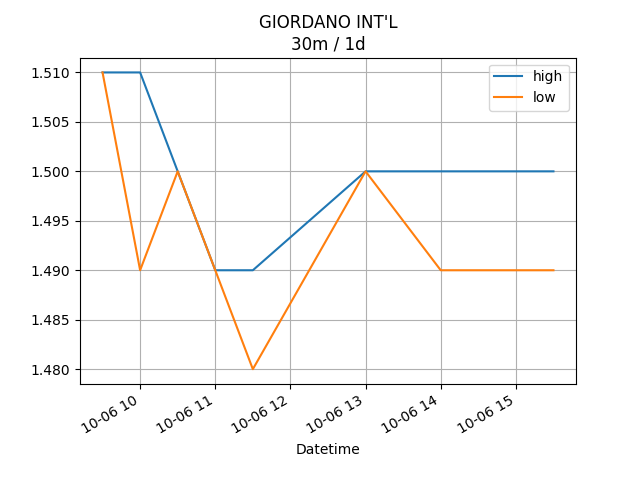 GIORDANO INT'L
30m / 1d
high
low
1.510
1.505
1.500
1.495
1.490
1.485
1.480
10-06 10
10-06 11
10-06 12
10-06 13
10-06 14
10-06 15
Datetime